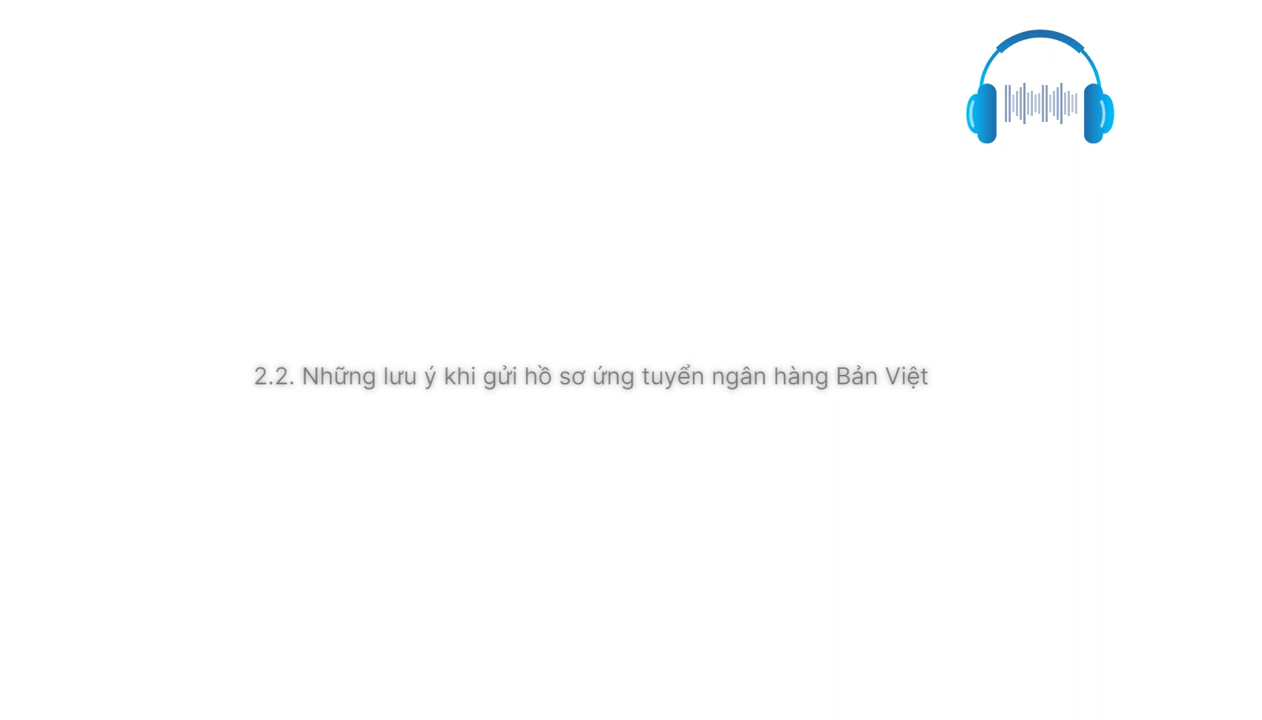 2.2. Những lưu ý khi gửi hồ sơ ứng tuyển ngân hàng Bản Việt